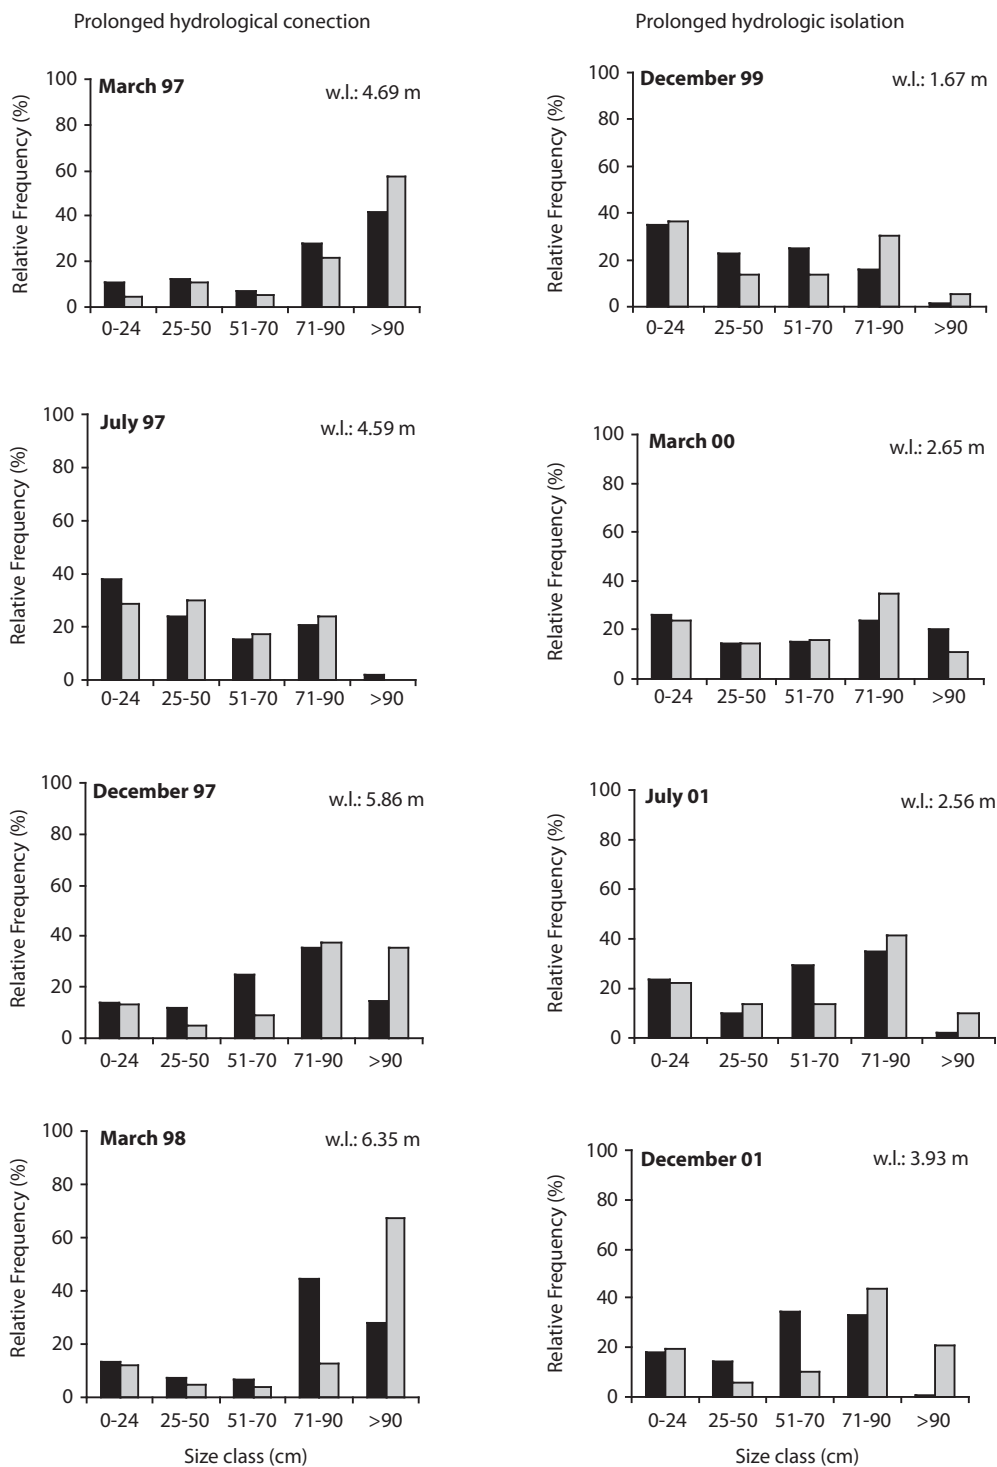 Prolonged hydrological conection
March 97
w.l.: 4.69 m
Relative Frequency (%)
100
80
60
40
20
0
0-24 25-50 51-70 71-90 >90
July 97
w.l.: 4.59 m
Relative Frequency (%)
100
80
60
40
20
0
0-24 25-50 51-70 71-90 >90
December 97
w.l.: 5.86 m
Relative Frequency (%)
100
80
60
40
20
0
0-24 25-50 51-70 71-90 >90
March 98
w.l.: 6.35 m
Relative Frequency (%)
100
80
60
40
20
0
0-24 25-50 51-70 71-90 >90
Size class (cm)
Prolonged hydrologic isolation
December 99
w.l.: 1.67 m
Relative Frequency (%)
100
80
60
40
20
0
0-24 25-50 51-70 71-90 >90
March 00
w.l.: 2.65 m
Relative Frequency (%)
100
80
60
40
20
0
0-24 25-50 51-70 71-90 >90
July 01
w.l.: 2.56 m
Relative Frequency (%)
100
80
60
40
20
0
0-24 25-50 51-70 71-90 >90
December 01
w.l.: 3.93 m
Relative Frequency (%)
100
80
60
40
20
0
0-24 25-50 51-70 71-90 >90
Size class (cm)